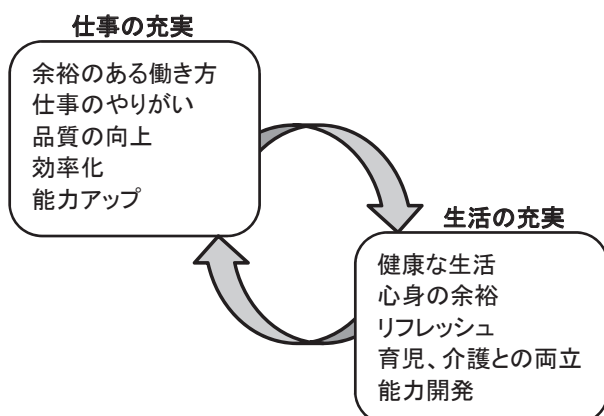 仕事の充実
余裕のある働き方
仕事のやりがい
品質の向上
効率化
能力アップ
生活の充実
健康な生活
心身の余裕
リフレッシュ
育児、介護との両立
能力開発